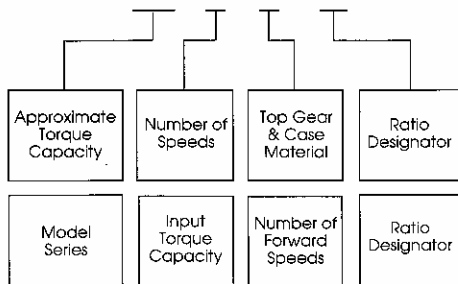 Approximate
Torque
Capacity
Number of
Speeds
Top Gear
& Case
Material
Ratio
Designator
Model
Series
Input
Torque
Capacity
Number of
Forward
Speeds
Ratio
Designator